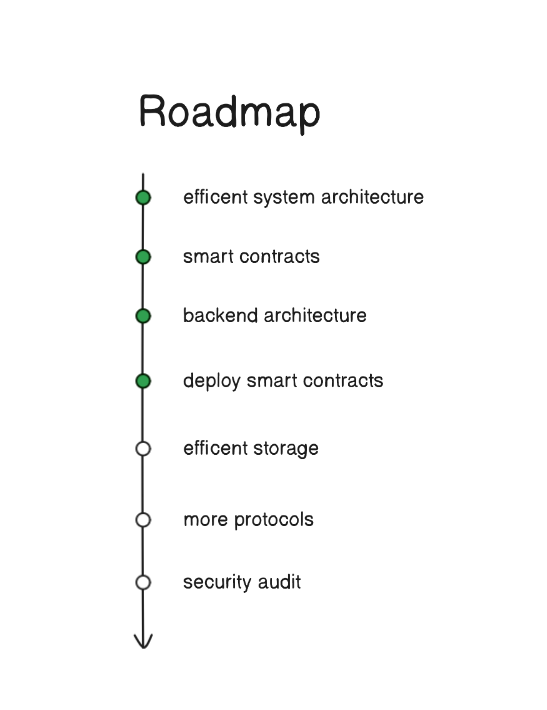 Roadmap
efficent system architecture
smart contracts
backend architecture
deploy smart contracts
efficent storage
more protocols
security audit